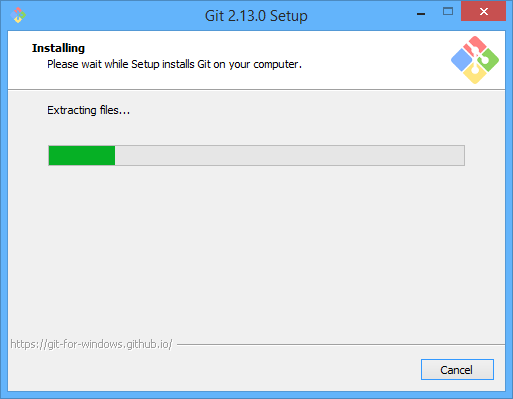 Git 2.13.0 Setup
Installing
Please wait while Setup installs Git on your computer.
Extracting files...
https://git-for-windows.github.io/
Cancel